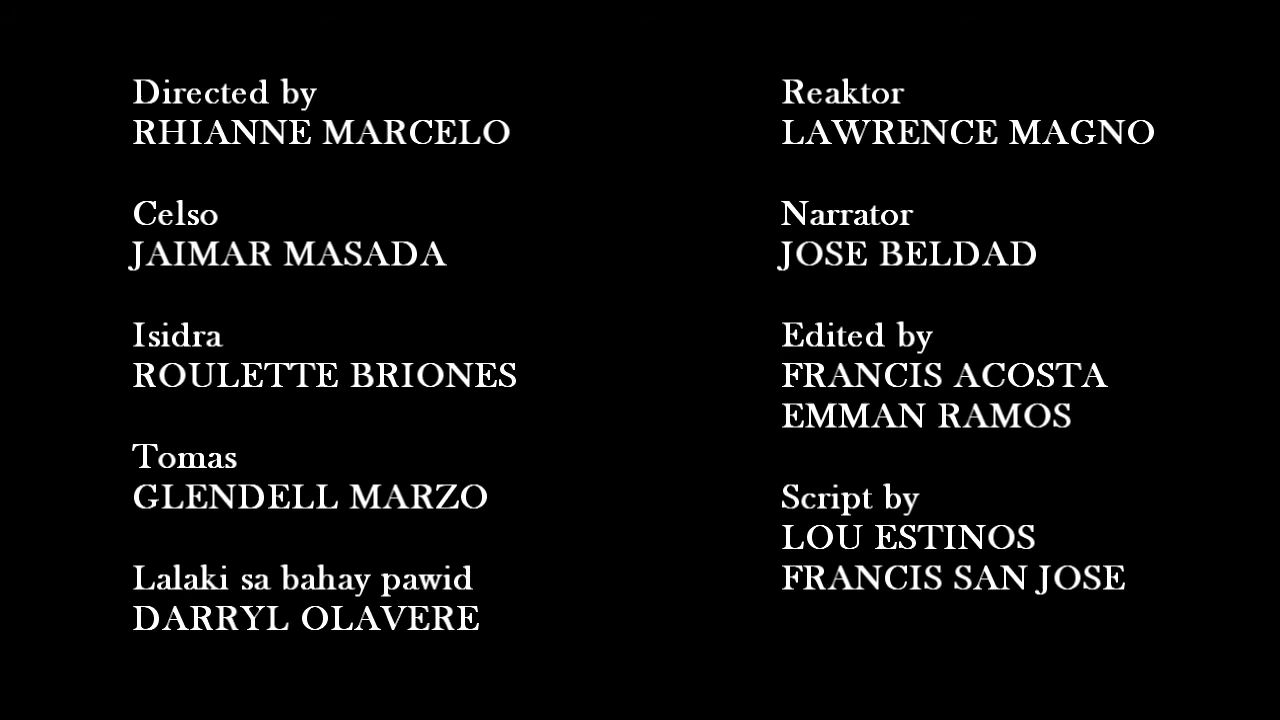 Directed by
RHIANNE MARCELO
Celso
JAIMAR MASADA
Isidra
ROULETTE BRIONES
Tomas
GLENDELL MARZO
Lalaki sa bahay pawid
DARRYL OLAVERE
Reaktor
LAWRENCE MAGNO
Narrator
JOSE BELDAD
Edited by
FRANCIS ACOSTA
EMMAN RAMOS
Script by
LOU ESTINOS
FRANCIS SAN JOSE